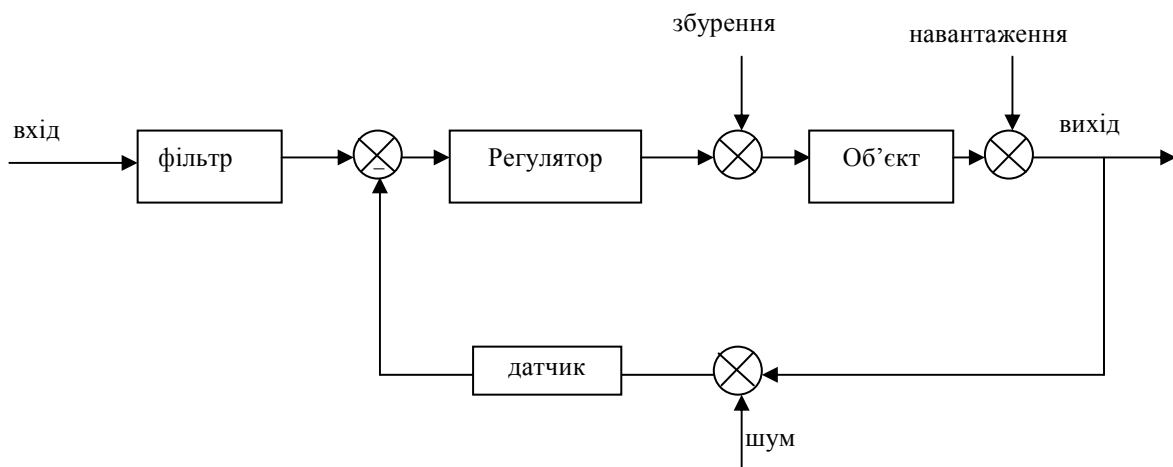 збурення
навантаження
вхід
вихід
фільтр
–
Регулятор
Об’єкт
датчик
шум